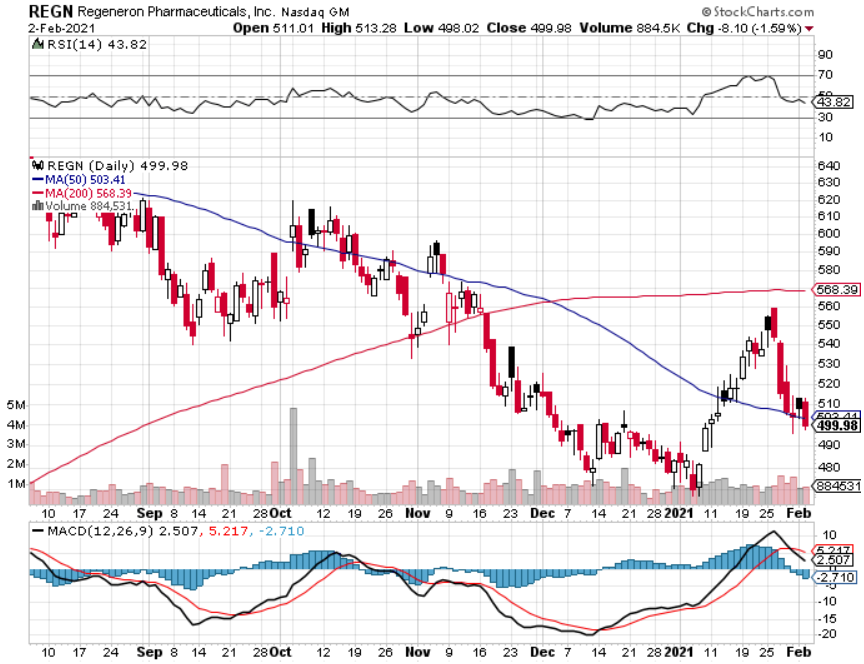 REGN Regeneron Pharmaceuticals, Inc. Nasdaq GM © StockCharts.com
2-Feb-2021 Open 511.01 High 513.28 Low 498.02 Close 499.98 Volume 884.5K Chg -8.10 (-1.59%)
RSI(14) 43.82
90
70
50
43.82
30
10
REGN (Daily) 499.98
MA(50) 503.41
MA(200) 568.39
Volume 884,531
640
630
620
610
600
590
580
568.39
560
550
540
530
520
510
503.41
499.98
490
480
884531
5M
4M
3M
2M
1M
10 17 24 Sep 8 14 21 28 Oct 12 19 26 Nov 9 16 23 Dec 7 14 21 28 2021 11 19 25 Feb
MACD(12,26,9) 2.507, 5.217, -2.710
10
5.217
2.507
0
-2.710
-10
-15
-20
10 17 24 Sep 8 14 21 28 Oct 12 19 26 Nov 9 16 23 Dec 7 14 21 28 2021 11 19 25 Feb